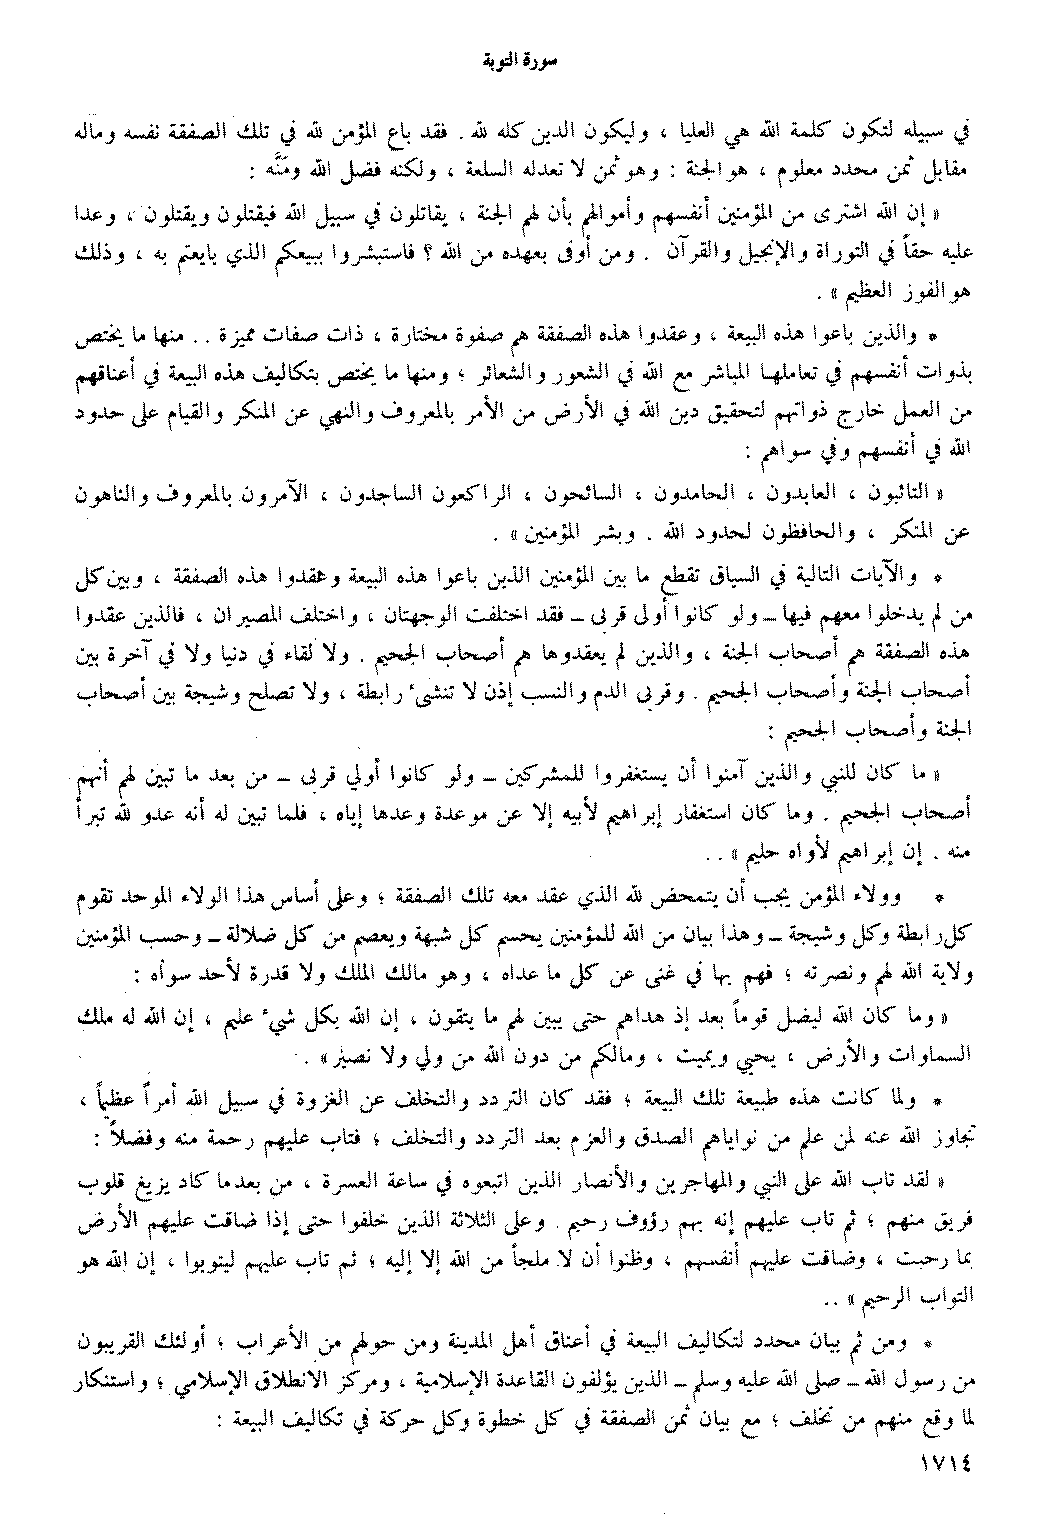 سورة التوبة
في سبيله لتكون كلمة الله هي العليا ، وليكون الدين كله لله . فقد باع المؤمن لله في تلك الصفقة نفسه وماله
مقابل ثمن محدد معلوم ، هو الجنة : وهو ثمن لا تعدله السلعة ، ولكنه فضل الله ومَنَّه :
« إن الله اشترى من المؤمنين أنفسهم وأموالهم بأن لهم الجنة ، يقاتلون في سبيل الله فيقتلون ويقتلون ، وعدا
عليه حقاً في التوراة والإنجيل والقرآن . ومن أوفى بعهده من الله ؟ فاستبشروا ببيعكم الذي بايعتم به ، وذلك
هو الفوز العظيم » .
* والذين باعوا هذه البيعة ، وعقدوا هذه الصفقة هم صفوة مختارة ، ذات صفات مميزة . . منها ما يختص
بذوات أنفسهم في تعاملها المباشر مع الله في الشعور والشعائر ؛ ومنها ما يختص بتكاليف هذه البيعة في أعناقهم
من العمل خارج ذواتهم لتحقيق دين الله في الأرض من الأمر بالمعروف والنهي عن المنكر والقيام على حدود
الله في أنفسهم وفي سواهم :
« التائبون ، العابدون ، الحامدون ، السائحون ، الراكعون الساجدون ، الآمرون بالمعروف والناهون
عن المنكر ، والحافظون لحدود الله . وبشر المؤمنين » .
* والآيات التالية في السياق تقطع ما بين المؤمنين الذين باعوا هذه البيعة وعقدوا هذه الصفقة ، وبين كل
من لم يدخلوا معهم فيها – ولو كانوا أولى قربى – فقد اختلفت الوجهتان ، واختلف المصيران ، فالذين عقدوا
هذه الصفقة هم أصحاب الجنة ، والذين لم يعقدوها هم أصحاب الجحيم . ولا لقاء في دنيا ولا في آخرة بين
أصحاب الجنة وأصحاب الجحيم . وقربى الدم والنسب إذن لا تنشىء رابطة ، ولا تصلح وشيجة بين أصحاب
الجنة وأصحاب الجحيم :
« ما كان للنبي والذين آمنوا أن يستغفروا للمشركين – ولو كانوا أولي قربى – من بعد ما تبين لهم أنهم
أصحاب الجحيم . وما كان استغفار إبراهيم لأبيه إلا عن موعدة وعدها إياه ، فلما تبين له أنه عدو لله تبرأ
منه . إن إبراهيم لأواه حليم » . .
* وولاء المؤمن يجب أن يتمحض لله الذي عقد معه تلك الصفقة ؛ وعلى أساس هذا الولاء الموحد تقوم
كل رابطة وكل وشيجة – وهذا بيان من الله للمؤمنين يحسم كل شبهة ويعصم من كل ضلالة – وحسب المؤمنين
ولاية الله لهم ونصرته ؛ فهم بها في غنى عن كل ما عداه ، وهو مالك الملك ولا قدرة لأحد سواه :
« وما كان الله ليضل قوماً بعد إذ هداهم حتى يبين لهم ما يتقون ، إن الله بكل شيء عليم ، إن الله له ملك
السماوات والأرض ، يحيي ويميت ، ومالكم من دون الله من ولي ولا نصير » .
* ولما كانت هذه طبيعة تلك البيعة ؛ فقد كان التردد والتخلف عن الغزوة في سبيل الله أمراً عظيماً ،
تجاوز الله عنه لمن علم من نواياهم الصدق والعزم بعد التردد والتخلف ؛ فتاب عليهم رحمة منه وفضلاً :
« لقد تاب الله على النبي والمهاجرين والأنصار الذين اتبعوه في ساعة العسرة ، من بعد ما كاد يزيغ قلوب
فريق منهم ؛ ثم تاب عليهم إنه بهم رؤوف رحيم . وعلى الثلاثة الذين خلفوا حتى إذا ضاقت عليهم الأرض
بما رحبت ، وضاقت عليهم أنفسهم ، وظنوا أن لا ملجأ من الله إلا إليه ؛ ثم تاب عليهم ليتوبوا ، إن الله هو
التواب الرحيم » . .
* ومن ثم بيان محدد لتكاليف البيعة في أعناق أهل المدينة ومن حولهم من الأعراب ؛ أولئك القريبون
من رسول الله – صلى الله عليه وسلم – الذين يؤلفون القاعدة الإسلامية ، ومركز الانطلاق الإسلامي ؛ واستنكار
لما وقع منهم من تخلف ؛ مع بيان ثمن الصفقة في كل خطوة وكل حركة في تكاليف البيعة :
١٧١٤